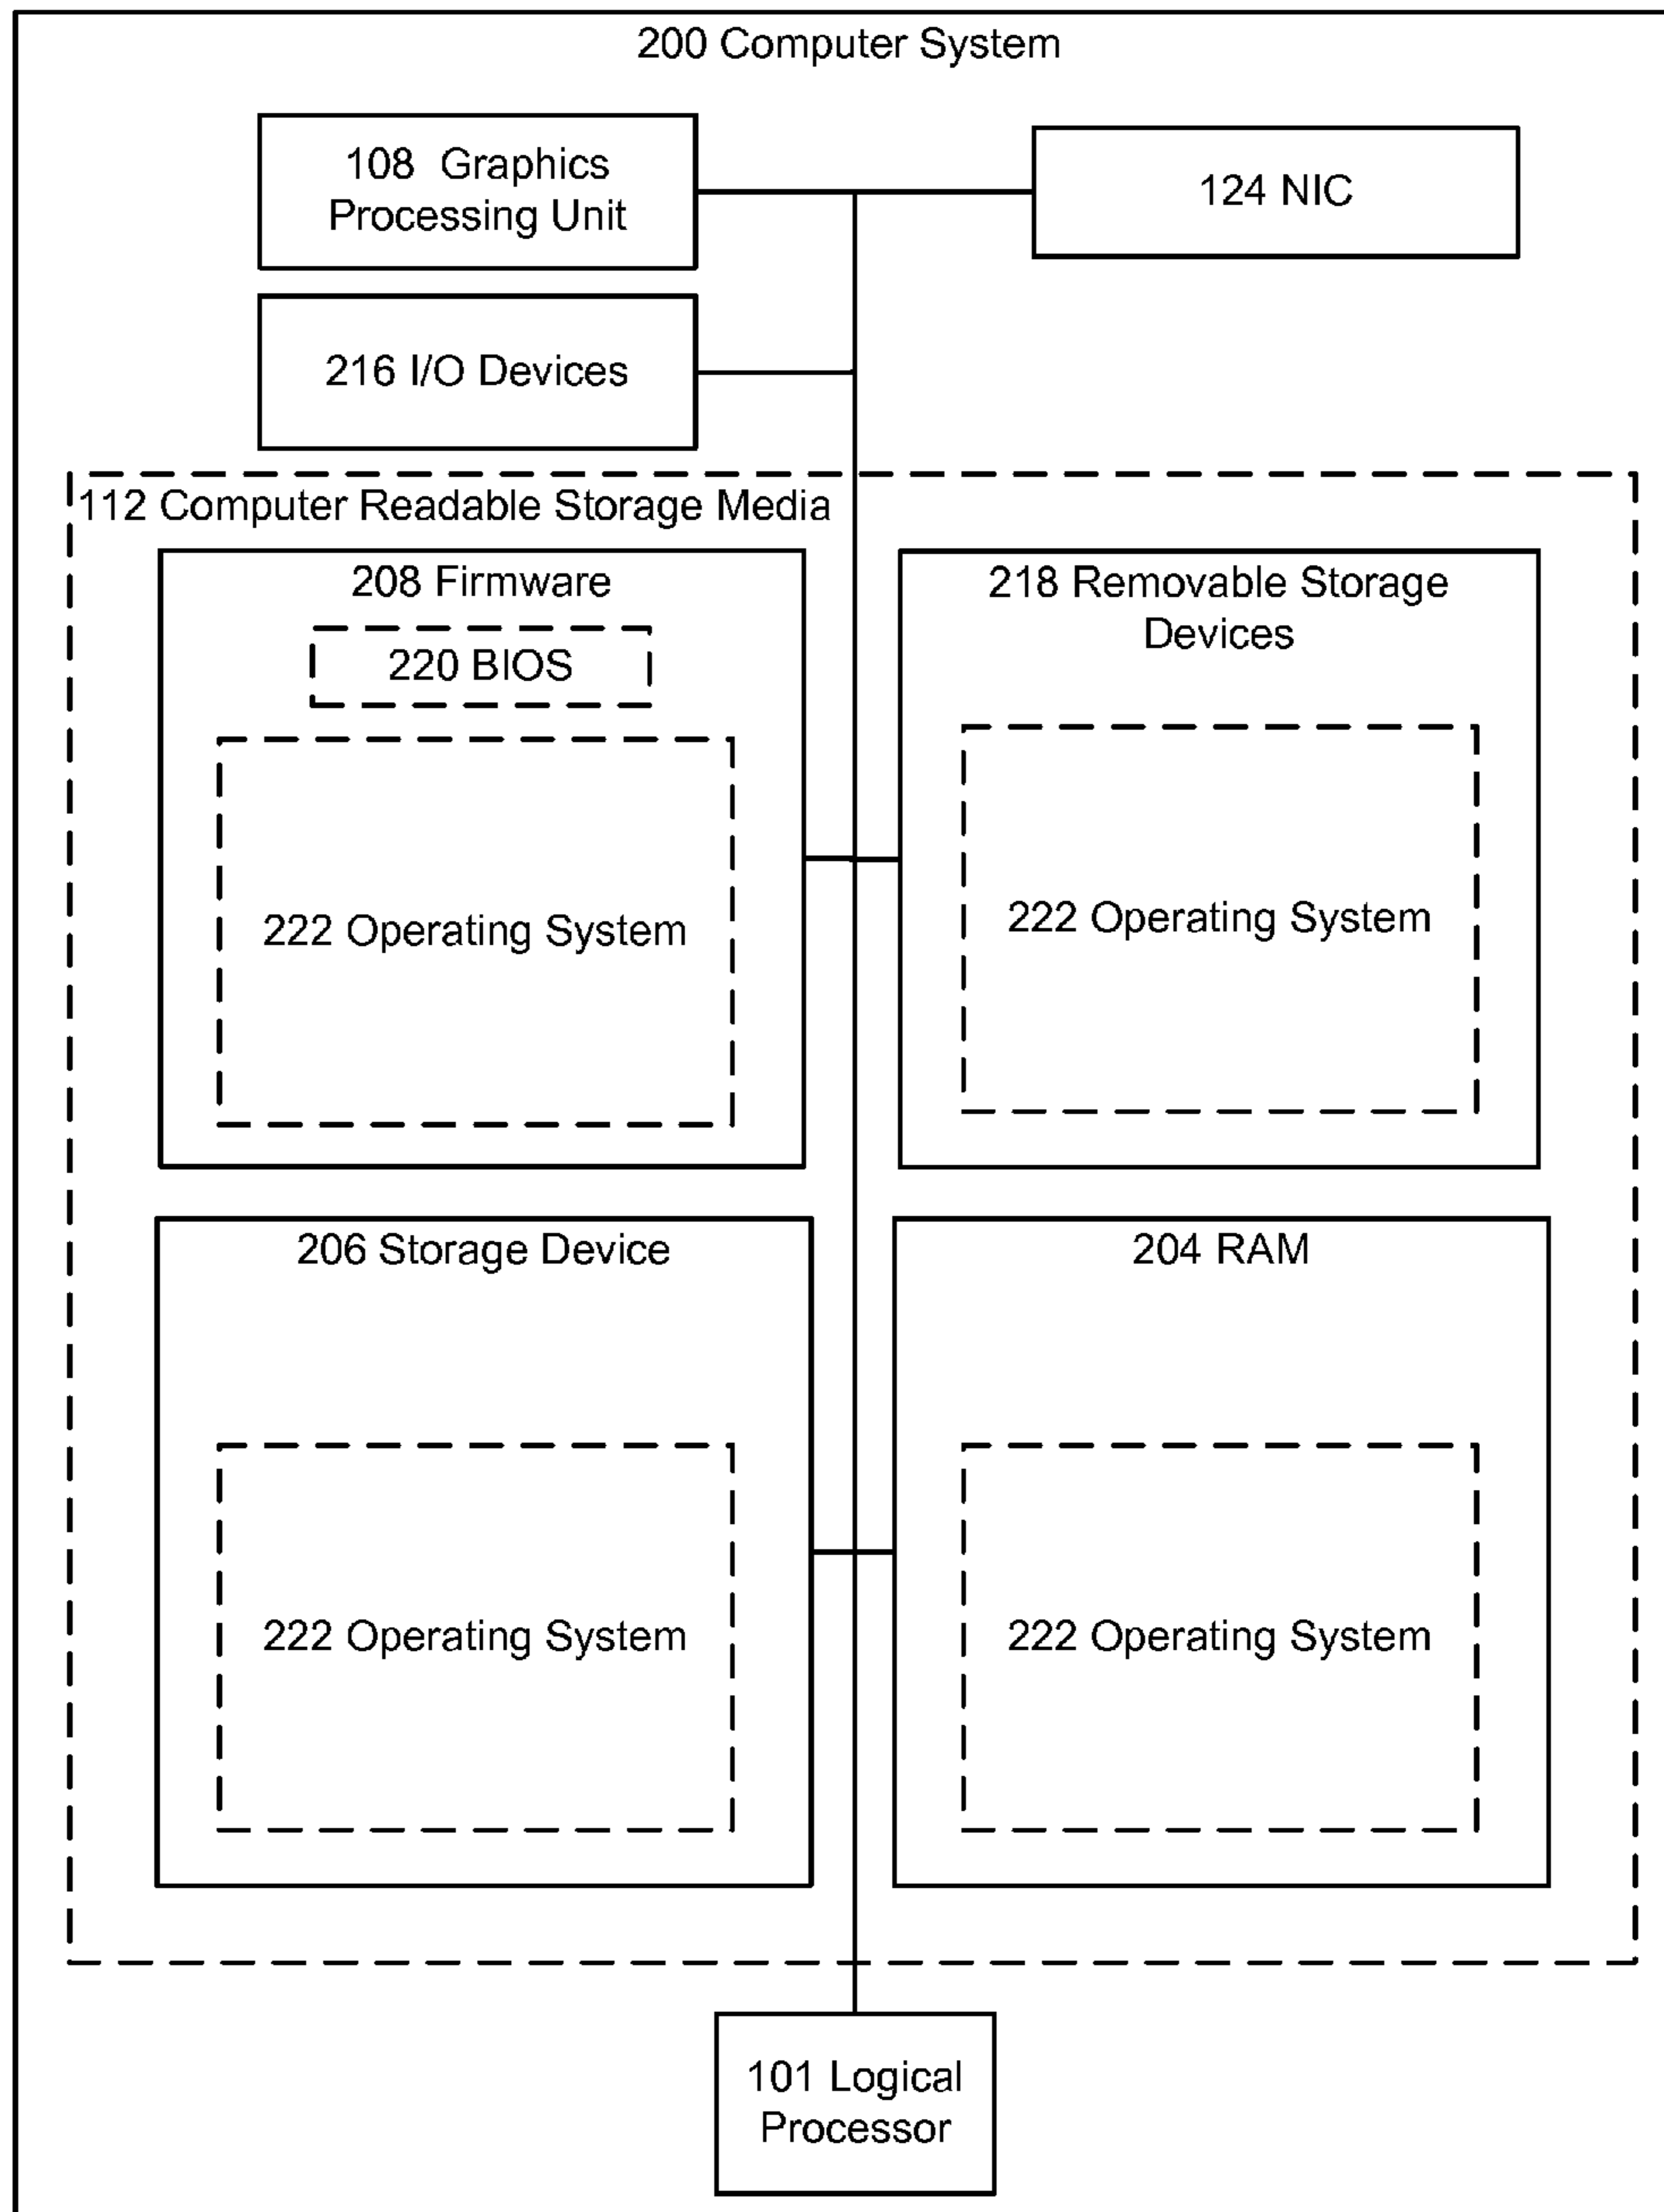 200 Computer System
108 Graphics
Processing Unit
124 NIC
216 I/O Devices
112 Computer Readable Storage Media
208 Firmware
220 BIOS
222 Operating System
218 Removable Storage
Devices
222 Operating System
206 Storage Device
222 Operating System
204 RAM
222 Operating System
101 Logical
Processor